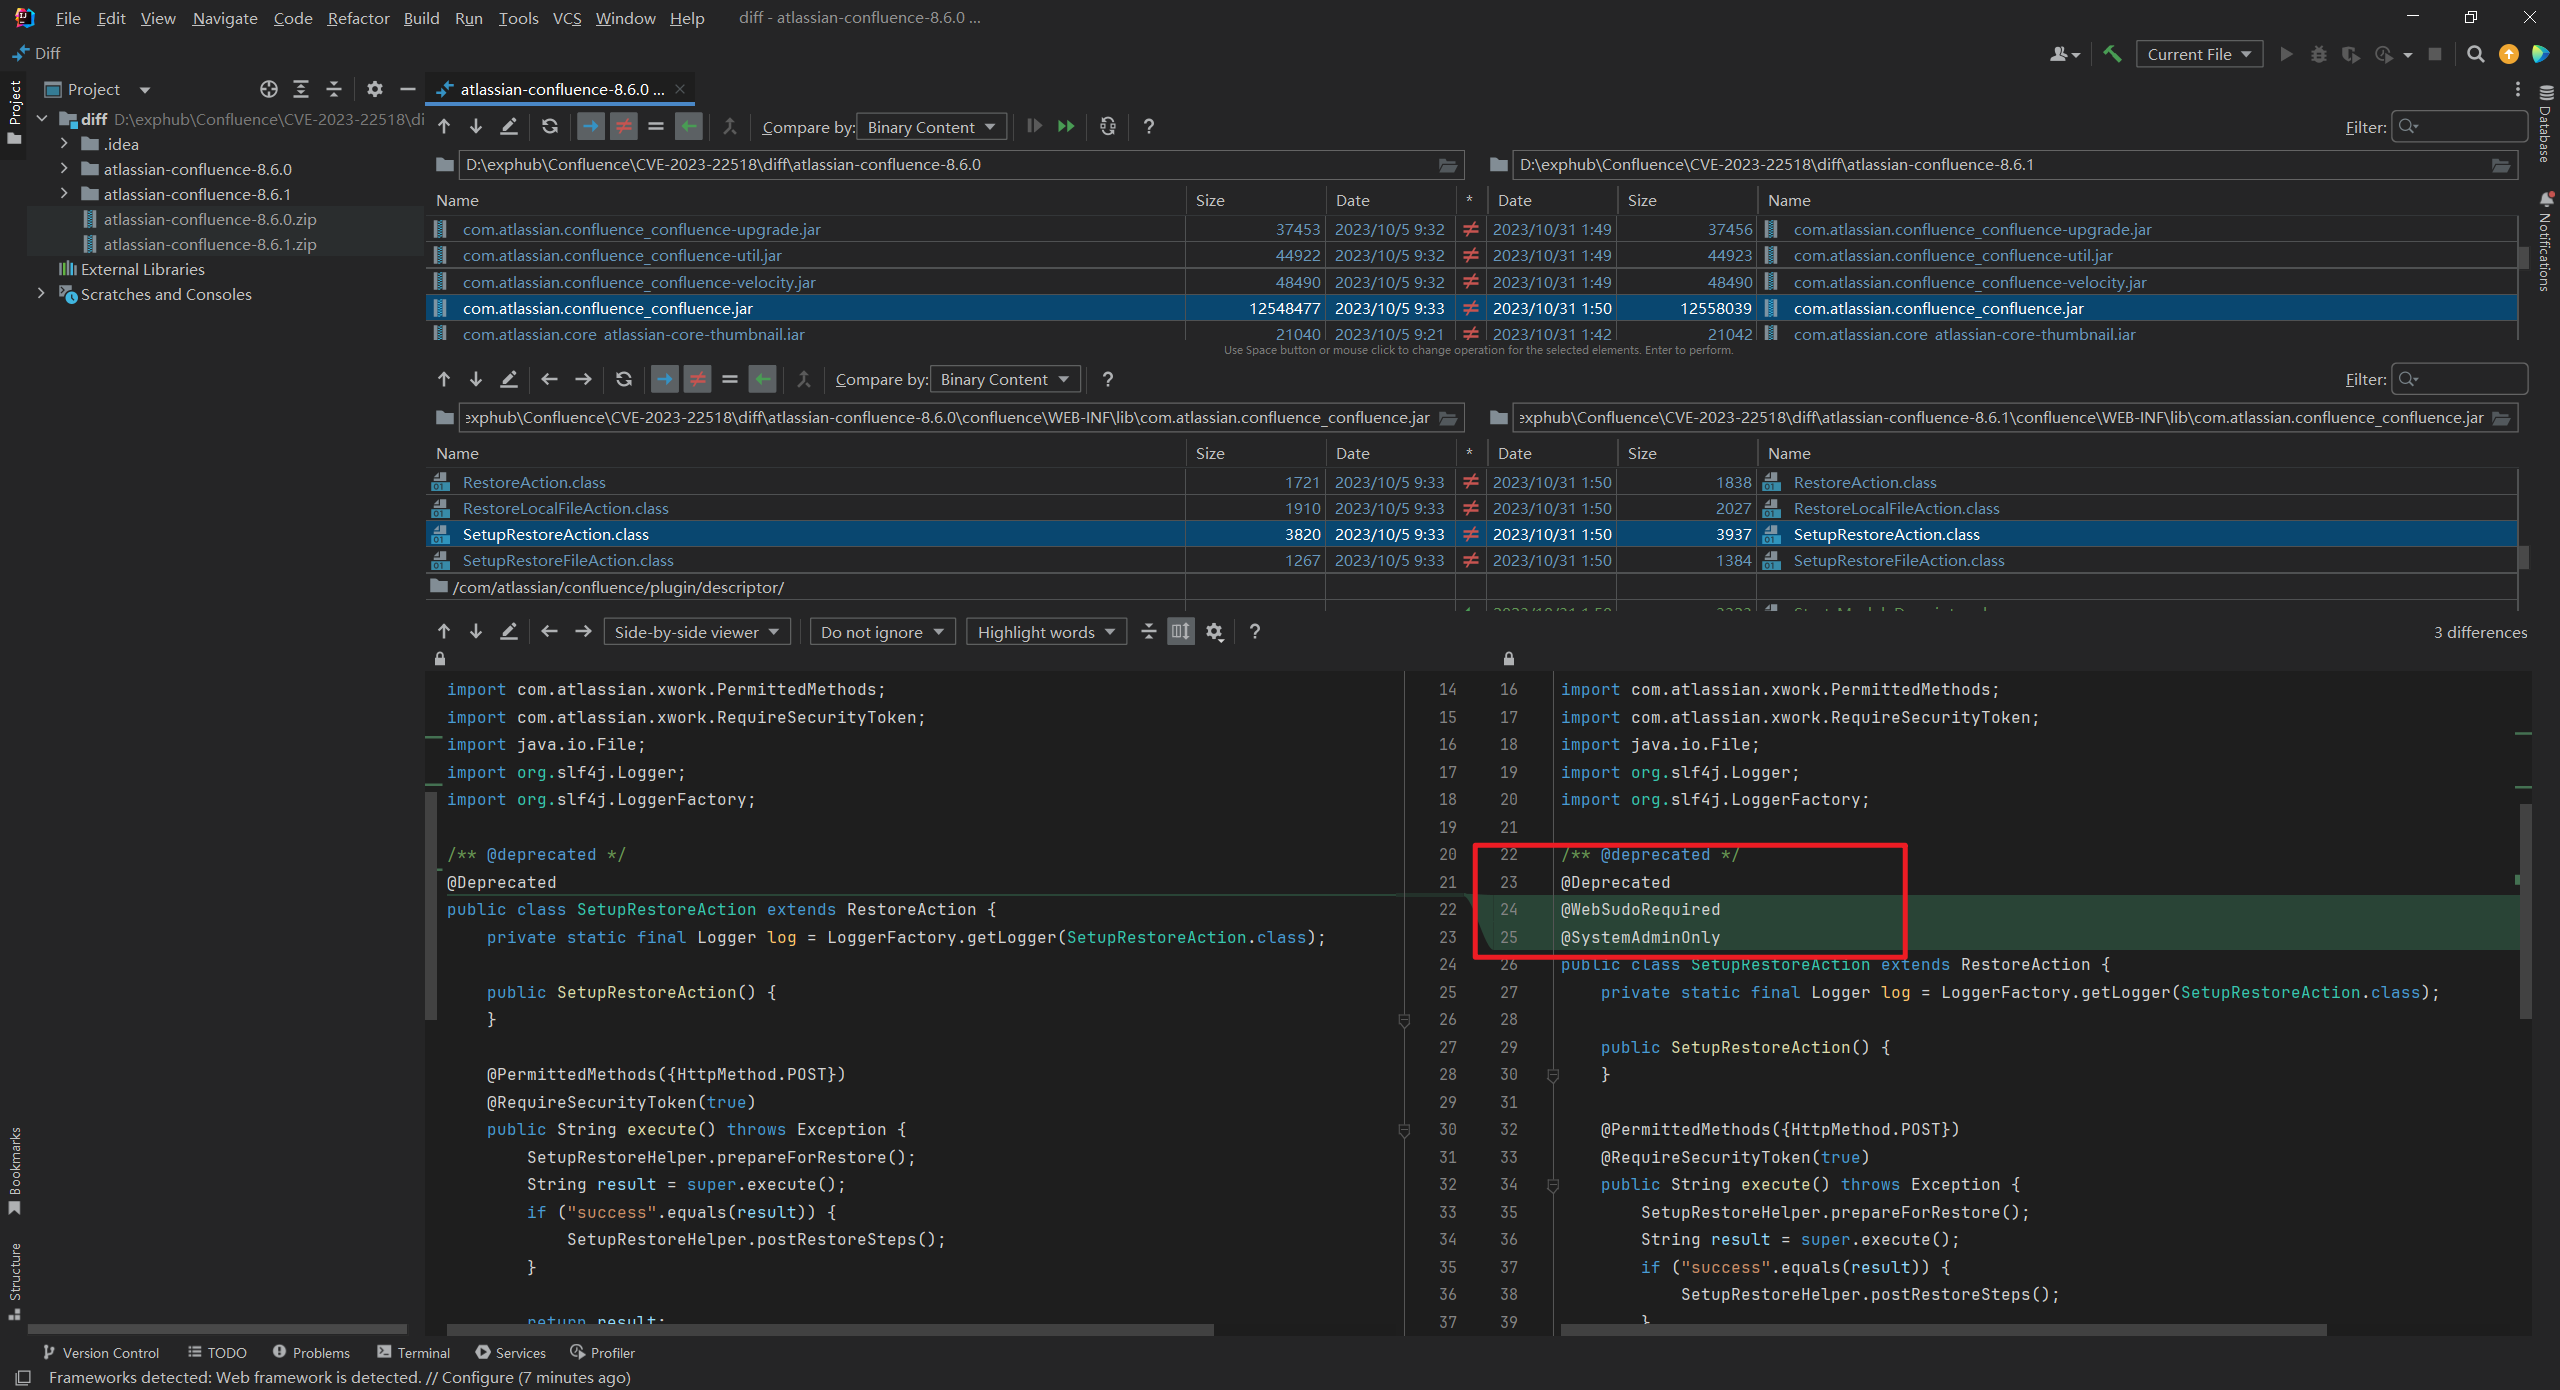 File Edit View Navigate Code Refactor Build Run Tools VCS Window Help diff - atlassian-confluence-8.6.0 ...
Diff
Current File
Project
Project
diff D:\exphub\Confluence\CVE-2023-22518\di
.idea
atlassian-confluence-8.6.0
atlassian-confluence-8.6.1
atlassian-confluence-8.6.0.zip
atlassian-confluence-8.6.1.zip
External Libraries
Scratches and Consoles
atlassian-confluence-8.6.0 ...
Compare by: Binary Content ? Filter:
D:\exphub\Confluence\CVE-2023-22518\diff\atlassian-confluence-8.6.0 D:\exphub\Confluence\CVE-2023-22518\diff\atlassian-confluence-8.6.1
Name Size Date * Date Size Name
com.atlassian.confluence_confluence-upgrade.jar 37453 2023/10/5 9:32 ≠ 2023/10/31 1:49 37456 com.atlassian.confluence_confluence-upgrade.jar
com.atlassian.confluence_confluence-util.jar 44922 2023/10/5 9:32 ≠ 2023/10/31 1:49 44923 com.atlassian.confluence_confluence-util.jar
com.atlassian.confluence_confluence-velocity.jar 48490 2023/10/5 9:32 ≠ 2023/10/31 1:49 48490 com.atlassian.confluence_confluence-velocity.jar
com.atlassian.confluence_confluence.jar 12548477 2023/10/5 9:33 ≠ 2023/10/31 1:50 12558039 com.atlassian.confluence_confluence.jar
com.atlassian.core_atlassian-core-thumbnail.jar 21040 2023/10/5 9:21 ≠ 2023/10/31 1:42 21042 com.atlassian.core_atlassian-core-thumbnail.jar
Use Space button or mouse click to change operation for the selected elements. Enter to perform.
Compare by: Binary Content ? Filter:
exphub\Confluence\CVE-2023-22518\diff\atlassian-confluence-8.6.0\confluence\WEB-INF\lib\com.atlassian.confluence_confluence.jar exphub\Confluence\CVE-2023-22518\diff\atlassian-confluence-8.6.1\confluence\WEB-INF\lib\com.atlassian.confluence_confluence.jar
Name Size Date * Date Size Name
RestoreAction.class 1721 2023/10/5 9:33 ≠ 2023/10/31 1:50 1838 RestoreAction.class
RestoreLocalFileAction.class 1910 2023/10/5 9:33 ≠ 2023/10/31 1:50 2027 RestoreLocalFileAction.class
SetupRestoreAction.class 3820 2023/10/5 9:33 ≠ 2023/10/31 1:50 3937 SetupRestoreAction.class
SetupRestoreFileAction.class 1267 2023/10/5 9:33 ≠ 2023/10/31 1:50 1384 SetupRestoreFileAction.class
/com/atlassian/confluence/plugin/descriptor/
Side-by-side viewer Do not ignore Highlight words ? 3 differences
import com.atlassian.xwork.PermittedMethods; 14 16 import com.atlassian.xwork.PermittedMethods;
import com.atlassian.xwork.RequireSecurityToken; 15 17 import com.atlassian.xwork.RequireSecurityToken;
import java.io.File; 16 18 import java.io.File;
import org.slf4j.Logger; 17 19 import org.slf4j.Logger;
import org.slf4j.LoggerFactory; 18 20 import org.slf4j.LoggerFactory;
19 21
/** @deprecated */ 20 22 /** @deprecated */
@Deprecated 21 23 @Deprecated
public class SetupRestoreAction extends RestoreAction { 22 24 @WebSudoRequired
private static final Logger log = LoggerFactory.getLogger(SetupRestoreAction.class); 23 25 @SystemAdminOnly
24 26 public class SetupRestoreAction extends RestoreAction {
public SetupRestoreAction() { 25 27 private static final Logger log = LoggerFactory.getLogger(SetupRestoreAction.class);
} 26 28
27 29 public SetupRestoreAction() {
@PermittedMethods({HttpMethod.POST}) 28 30 }
@RequireSecurityToken(true) 29 31
public String execute() throws Exception { 30 32 @PermittedMethods({HttpMethod.POST})
SetupRestoreHelper.prepareForRestore(); 31 33 @RequireSecurityToken(true)
String result = super.execute(); 32 34 public String execute() throws Exception {
if ("success".equals(result)) { 33 35 SetupRestoreHelper.prepareForRestore();
SetupRestoreHelper.postRestoreSteps(); 34 36 String result = super.execute();
} 35 37 if ("success".equals(result)) {
36 38 SetupRestoreHelper.postRestoreSteps();
return result; 37 39 }
Database
Notifications
Bookmarks
Structure
Version Control TODO Problems Terminal Services Profiler
Frameworks detected: Web framework is detected. // Configure (7 minutes ago)